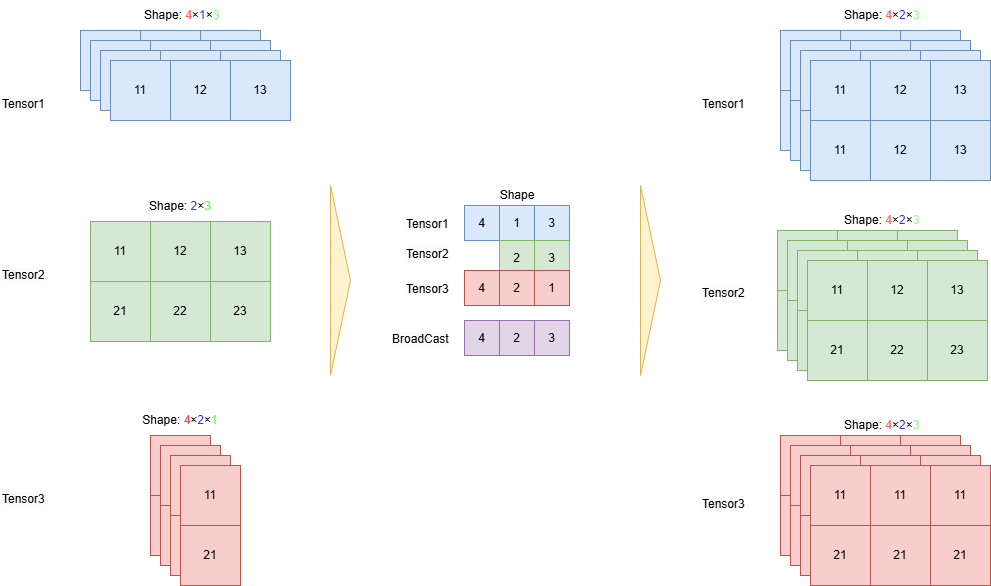 Shape: 4×1×3
11 12 13
Tensor1
Shape: 2×3
11 12 13
21 22 23
Tensor2
Shape: 4×2×1
11
21
Tensor3
Shape
Tensor1 4 1 3
Tensor2 2 3
Tensor3 4 2 1
BroadCast 4 2 3
Shape: 4×2×3
11 12 13
11 12 13
Tensor1
Shape: 4×2×3
11 12 13
21 22 23
Tensor2
Shape: 4×2×3
11 11 11
21 21 21
Tensor3